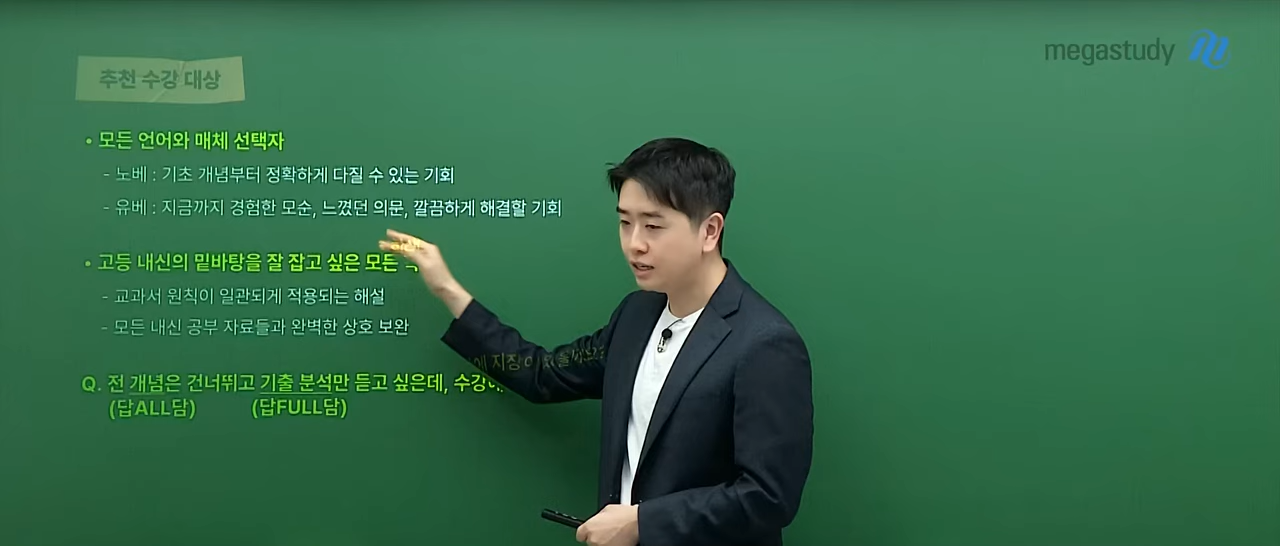 megastudy
추천 수강 대상
• 모든 언어와 매체 선택자
- 노베 : 기초 개념부터 정확하게 다질 수 있는 기회
- 유베 : 지금까지 경험한 모순, 느꼈던 의문, 깔끔하게 해결할 기회
• 고등 내신의 밑바탕을 잘 잡고 싶은 모든
- 교과서 원칙이 일관되게 적용되는 해설
- 모든 내신 공부 자료들과 완벽한 상호 보완
Q. 전 개념은 건너뛰고 기출 분석만 듣고 싶은데,
(답ALL담) (답FULL담)